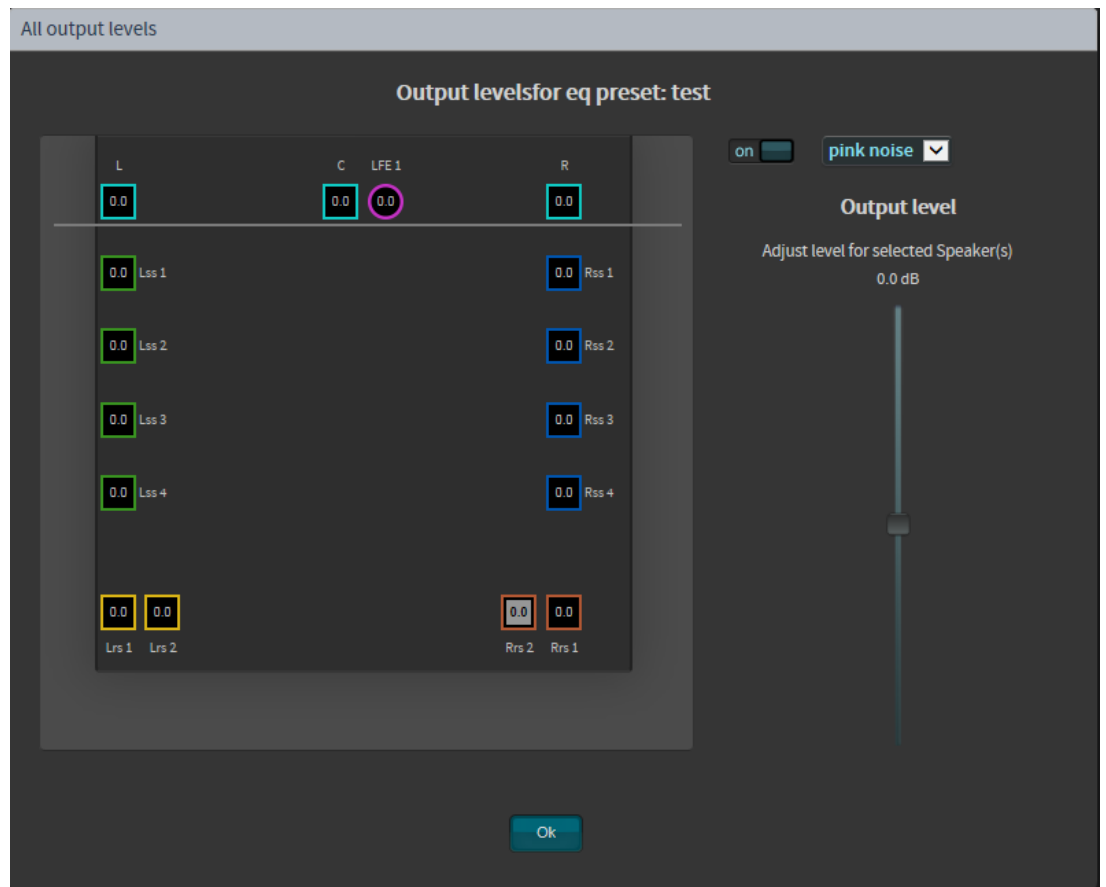 All output levels
Output levelsfor eq preset: test
L C LFE 1 R
0.0 0.0 0.0 0.0
0.0 Lss 1 0.0 Rss 1
0.0 Lss 2 0.0 Rss 2
0.0 Lss 3 0.0 Rss 3
0.0 Lss 4 0.0 Rss 4
0.0 0.0 0.0 0.0
Lrs 1 Lrs 2 Rrs 2 Rrs 1
on pink noise
Output level
Adjust level for selected Speaker(s)
0.0 dB
Ok